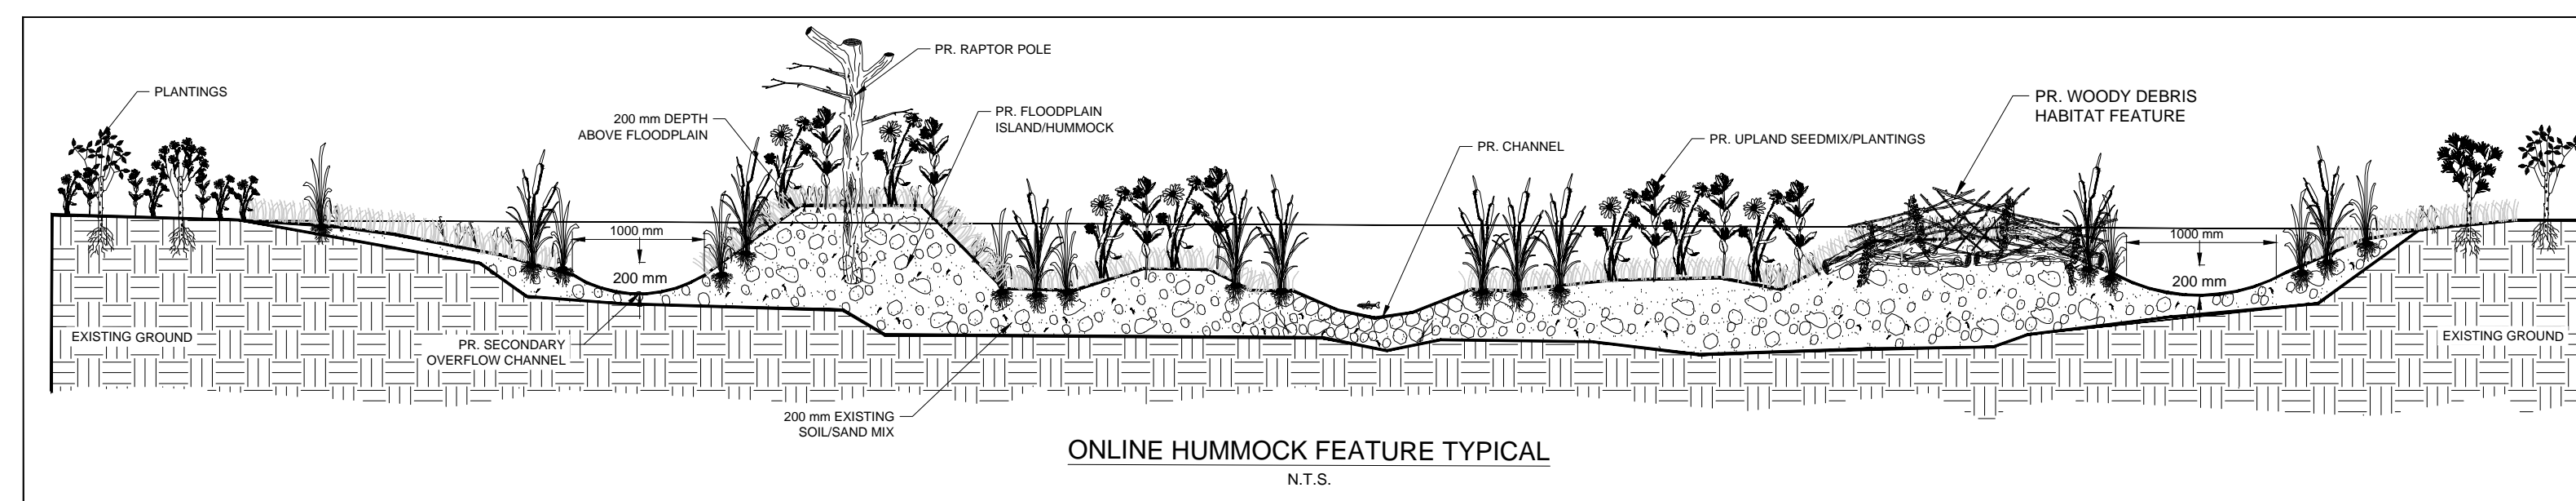 PLANTINGS
PR. RAPTOR POLE
200 mm DEPTH
ABOVE FLOODPLAIN
PR. FLOODPLAIN
ISLAND/HUMMOCK
PR. CHANNEL
PR. UPLAND SEEDMIX/PLANTINGS
PR. WOODY DEBRIS
HABITAT FEATURE
1000 mm
200 mm
1000 mm
200 mm
EXISTING GROUND
PR. SECONDARY
OVERFLOW CHANNEL
EXISTING GROUND
200 mm EXISTING
SOIL/SAND MIX
ONLINE HUMMOCK FEATURE TYPICAL
N.T.S.